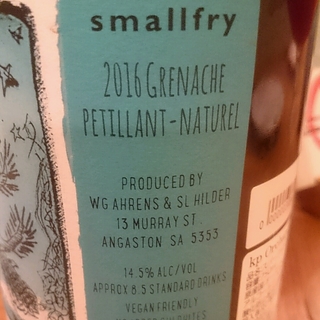 smallfry
2016 GRENACHE
PETILLANT-NATUREL
PRODUCED BY
WG AHRENS & SL HILDER
13 MURRAY ST
ANGASTON SA 5353
14.5% ALC/VOL
APPROX 8.5 STANDARD DRINKS
VEGAN FRIENDLY